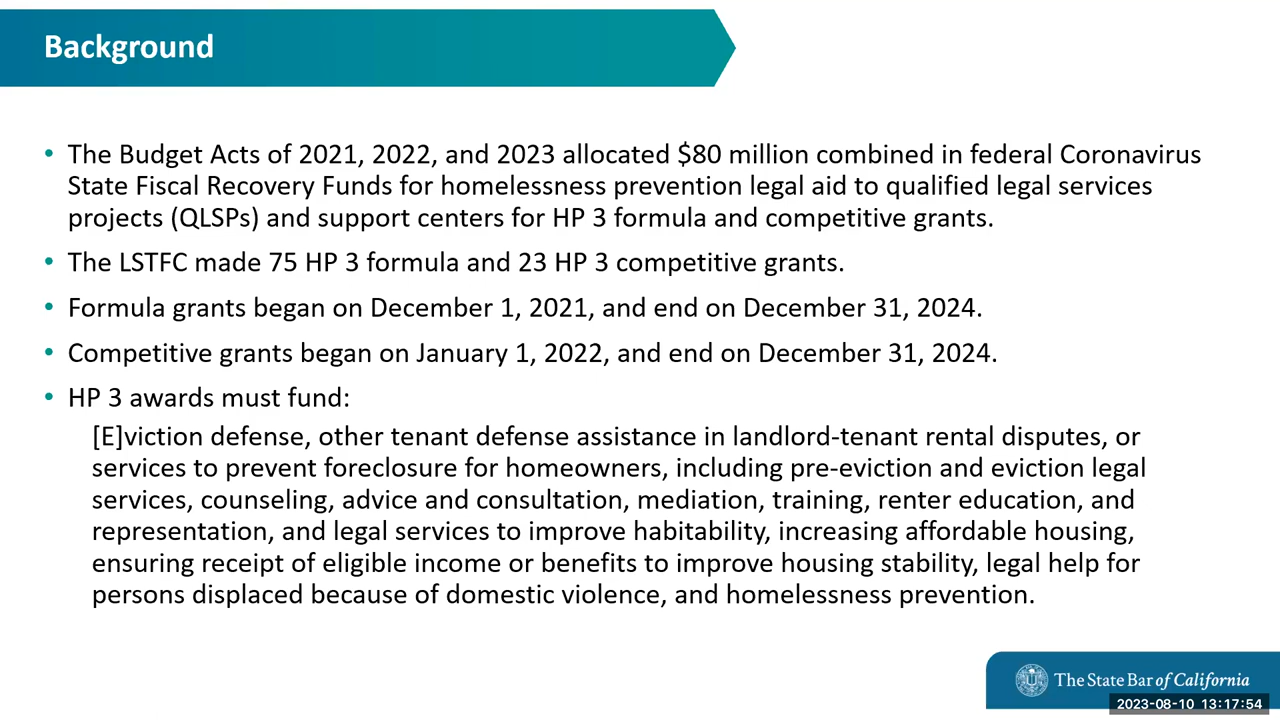 Background
• The Budget Acts of 2021, 2022, and 2023 allocated $80 million combined in federal Coronavirus
State Fiscal Recovery Funds for homelessness prevention legal aid to qualified legal services
projects (QLSPs) and support centers for HP 3 formula and competitive grants.
• The LSTFC made 75 HP 3 formula and 23 HP 3 competitive grants.
• Formula grants began on December 1, 2021, and end on December 31, 2024.
• Competitive grants began on January 1, 2022, and end on December 31, 2024.
• HP 3 awards must fund:
[E]viction defense, other tenant defense assistance in landlord-tenant rental disputes, or
services to prevent foreclosure for homeowners, including pre-eviction and eviction legal
services, counseling, advice and consultation, mediation, training, renter education, and
representation, and legal services to improve habitability, increasing affordable housing,
ensuring receipt of eligible income or benefits to improve housing stability, legal help for
persons displaced because of domestic violence, and homelessness prevention.
The State Bar of California
2023-08-10 13:17:54